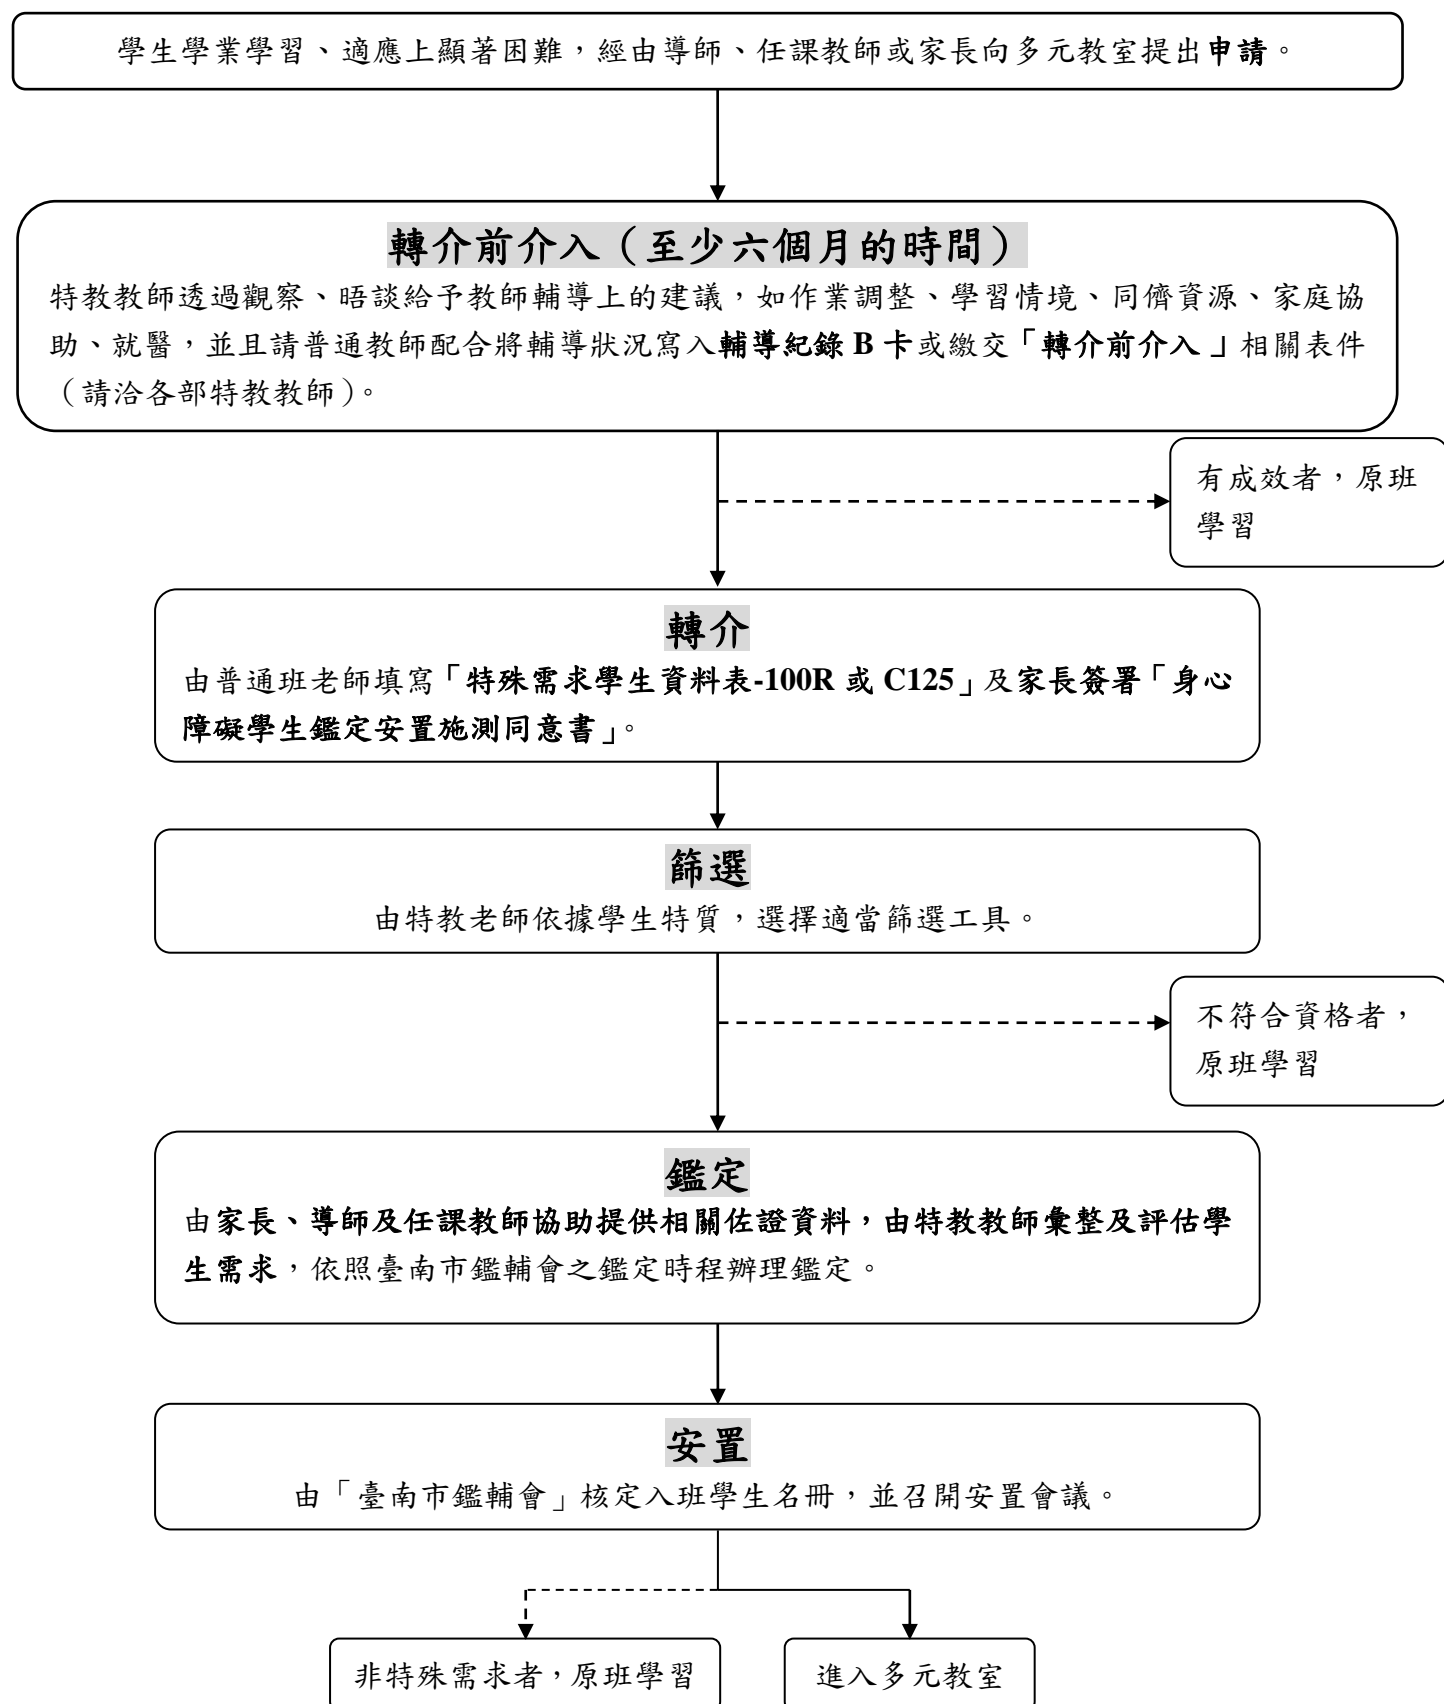 學生學業學習、適應上顯著困難，經由導師、任課教師或家長向多元教室提出申請。
轉介前介入（至少六個月的時間）
特教教師透過觀察、晤談給予教師輔導上的建議，如作業調整、學習情境、同儕資源、家庭協
助、就醫，並且請普通教師配合將輔導狀況寫入輔導紀錄 B 卡或繳交「轉介前介入」相關表件
（請洽各部特教教師）。
有成效者，原班
學習
轉介
由普通班老師填寫「特殊需求學生資料表-100R 或 C125」及家長簽署「身心
障礙學生鑑定安置施測同意書」。
篩選
由特教老師依據學生特質，選擇適當篩選工具。
不符合資格者，
原班學習
鑑定
由家長、導師及任課教師協助提供相關佐證資料，由特教教師彙整及評估學
生需求，依照臺南市鑑輔會之鑑定時程辦理鑑定。
安置
由「臺南市鑑輔會」核定入班學生名冊，並召開安置會議。
非特殊需求者，原班學習
進入多元教室